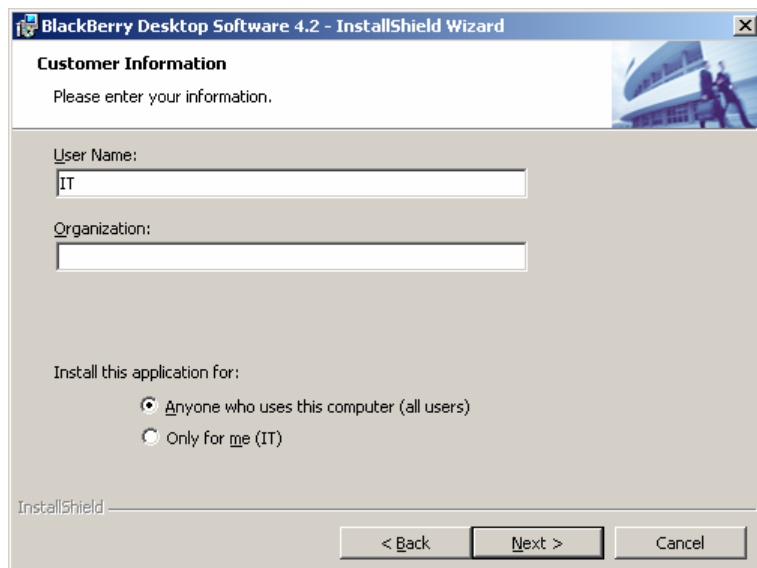 BlackBerry Desktop Software 4.2 - InstallShield Wizard
Customer Information
Please enter your information.
User Name:
IT
Organization:
Install this application for:
Anyone who uses this computer (all users)
Only for me (IT)
InstallShield
< Back Next > Cancel